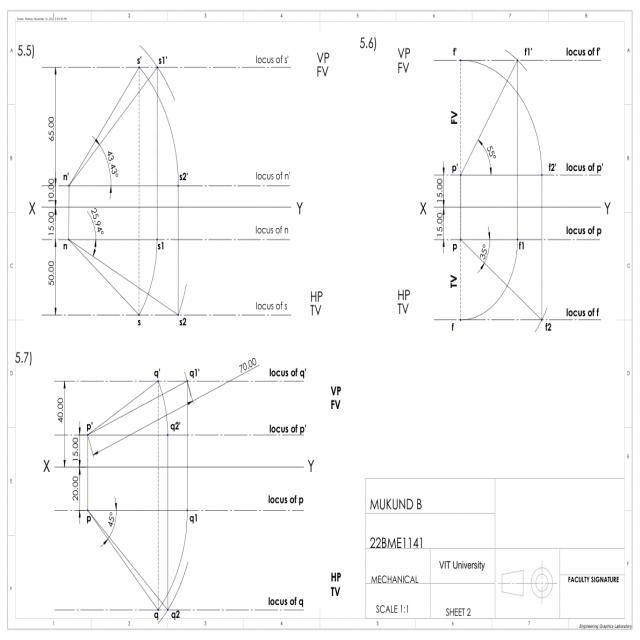 5.5)
s' s1' locus of s'
VP
FV
65.00
43.43°
n' s2' locus of n'
10.00
X Y
15.00
25.94°
n s1 locus of n
50.00
HP
TV
s s2 locus of s
5.6)
VP
FV
f' f1' locus of f'
FV
55°
p' f2' locus of p'
15.00
X Y
15.00
p f1 locus of p
35°
HP
TV
TV
f f2 locus of f
5.7)
70.00
q' q1' locus of q'
VP
FV
40.00
p' q2' locus of p'
15.00
X Y
20.00
p q1 locus of p
45°
HP
TV
q q2 locus of q
MUKUND B
22BME1141
MECHANICAL
VIT University
SCALE 1:1
SHEET 2
FACULTY SIGNATURE
Engineering Graphics Laboratory